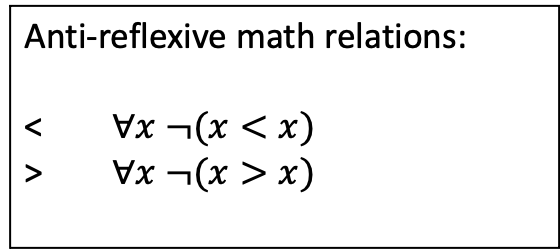 Anti-reflexive math relations:
< ∀𝑥 ¬(𝑥 < 𝑥)
> ∀𝑥 ¬(𝑥 > 𝑥)